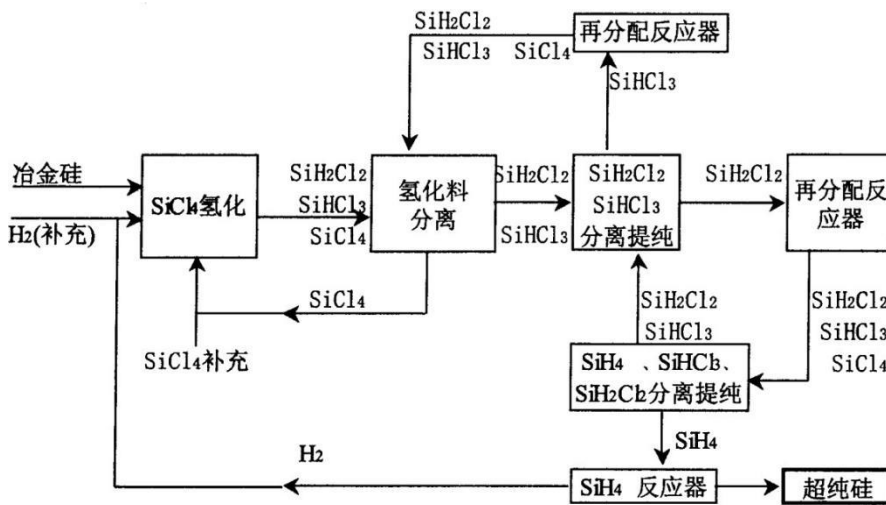 SiH2Cl2
SiHCl3 SiCl4
再分配反应器
SiHCl3
冶金硅
H2(补充)
SiCl4氢化
SiH2Cl2
SiHCl3
SiCl4
氢化料
分离
SiH2Cl2
SiHCl3
SiH2Cl2
SiHCl3
分离提纯
SiH2Cl2
再分配反
应器
SiCl4
SiCl4补充
SiH2Cl2
SiHCl3
SiH2Cl2
SiHCl3
SiCl4
SiH4 、SiHCl3、
SiH2Cl2分离提纯
SiH4
H2
SiH4 反应器
超纯硅